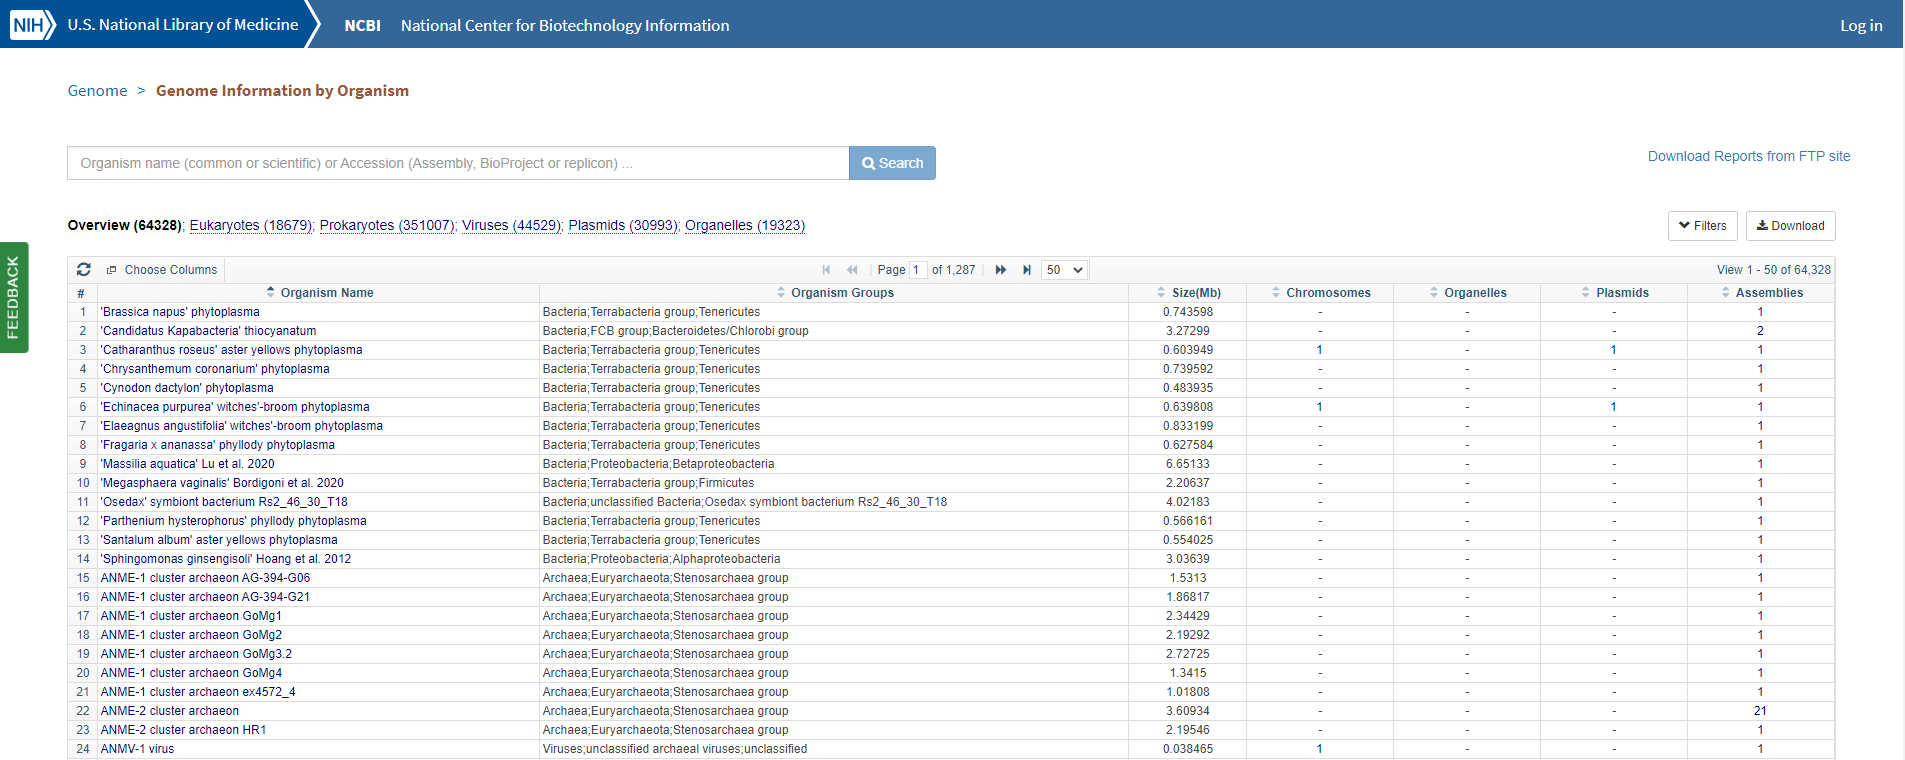 NIH U.S. National Library of Medicine NCBI National Center for Biotechnology Information Log in
Genome > Genome Information by Organism
Organism name (common or scientific) or Accession (Assembly, BioProject or replicon) ... Search
Download Reports from FTP site
Overview (64328); Eukaryotes (18679); Prokaryotes (351007); Viruses (44529); Plasmids (30993); Organelles (19323) Filters Download
FEEDBACK
Choose Columns Page 1 of 1,287 50 View 1 - 50 of 64,328
# Organism Name Organism Groups Size(Mb) Chromosomes Organelles Plasmids Assemblies
1 'Brassica napus' phytoplasma Bacteria;Terrabacteria group;Tenericutes 0.743598 - - - 1
2 'Candidatus Kapabacteria' thiocyanatum Bacteria;FCB group;Bacteroidetes/Chlorobi group 3.27299 - - - 2
3 'Catharanthus roseus' aster yellows phytoplasma Bacteria;Terrabacteria group;Tenericutes 0.603949 1 - 1 1
4 'Chrysanthemum coronarium' phytoplasma Bacteria;Terrabacteria group;Tenericutes 0.739592 - - - 1
5 'Cynodon dactylon' phytoplasma Bacteria;Terrabacteria group;Tenericutes 0.483935 - - - 1
6 'Echinacea purpurea' witches'-broom phytoplasma Bacteria;Terrabacteria group;Tenericutes 0.639808 1 - 1 1
7 'Elaeagnus angustifolia' witches'-broom phytoplasma Bacteria;Terrabacteria group;Tenericutes 0.833199 - - - 1
8 'Fragaria x ananassa' phyllody phytoplasma Bacteria;Terrabacteria group;Tenericutes 0.627584 - - - 1
9 'Massilia aquatica' Lu et al. 2020 Bacteria;Proteobacteria;Betaproteobacteria 6.65133 - - - 1
10 'Megasphaera vaginalis' Bordigoni et al. 2020 Bacteria;Terrabacteria group;Firmicutes 2.20637 - - - 1
11 'Osedax' symbiont bacterium Rs2_46_30_T18 Bacteria;unclassified Bacteria;Osedax symbiont bacterium Rs2_46_30_T18 4.02183 - - - 1
12 'Parthenium hysterophorus' phyllody phytoplasma Bacteria;Terrabacteria group;Tenericutes 0.566161 - - - 1
13 'Santalum album' aster yellows phytoplasma Bacteria;Terrabacteria group;Tenericutes 0.554025 - - - 1
14 'Sphingomonas ginsengisoli' Hoang et al. 2012 Bacteria;Proteobacteria;Alphaproteobacteria 3.03639 - - - 1
15 ANME-1 cluster archaeon AG-394-G06 Archaea;Euryarchaeota;Stenosarchaea group 1.5313 - - - 1
16 ANME-1 cluster archaeon AG-394-G21 Archaea;Euryarchaeota;Stenosarchaea group 1.86817 - - - 1
17 ANME-1 cluster archaeon GoMg1 Archaea;Euryarchaeota;Stenosarchaea group 2.34429 - - - 1
18 ANME-1 cluster archaeon GoMg2 Archaea;Euryarchaeota;Stenosarchaea group 2.19292 - - - 1
19 ANME-1 cluster archaeon GoMg3.2 Archaea;Euryarchaeota;Stenosarchaea group 2.72725 - - - 1
20 ANME-1 cluster archaeon GoMg4 Archaea;Euryarchaeota;Stenosarchaea group 1.3415 - - - 1
21 ANME-1 cluster archaeon ex4572_4 Archaea;Euryarchaeota;Stenosarchaea group 1.01808 - - - 1
22 ANME-2 cluster archaeon Archaea;Euryarchaeota;Stenosarchaea group 3.60934 - - - 21
23 ANME-2 cluster archaeon HR1 Archaea;Euryarchaeota;Stenosarchaea group 2.19546 - - - 1
24 ANMV-1 virus Viruses;unclassified archaeal viruses;unclassified 0.038465 1 - - 1